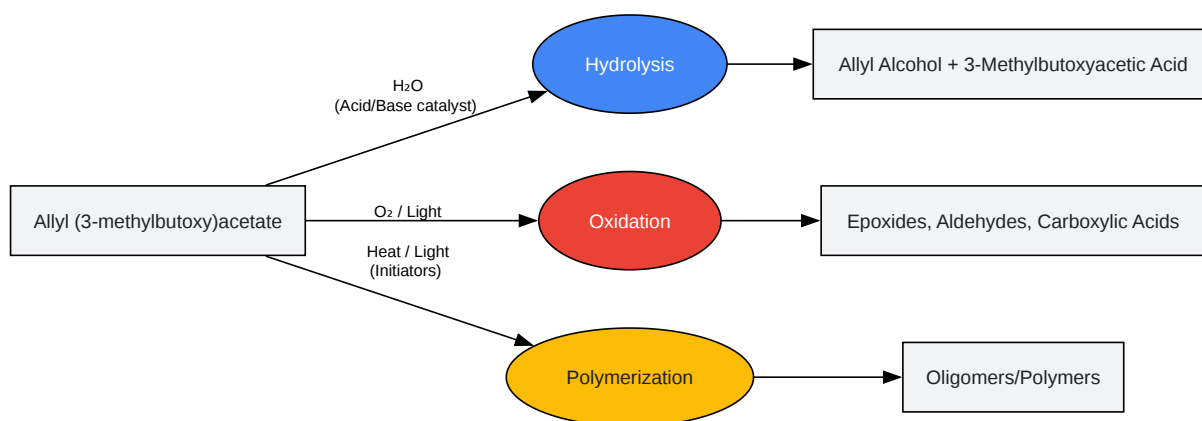 Hydrolysis
Allyl Alcohol + 3-Methylbutoxyacetic Acid
H₂O
(Acid/Base catalyst)
Allyl (3-methylbutoxy)acetate
O₂ / Light
Oxidation
Epoxides, Aldehydes, Carboxylic Acids
Heat / Light
(Initiators)
Polymerization
Oligomers/Polymers